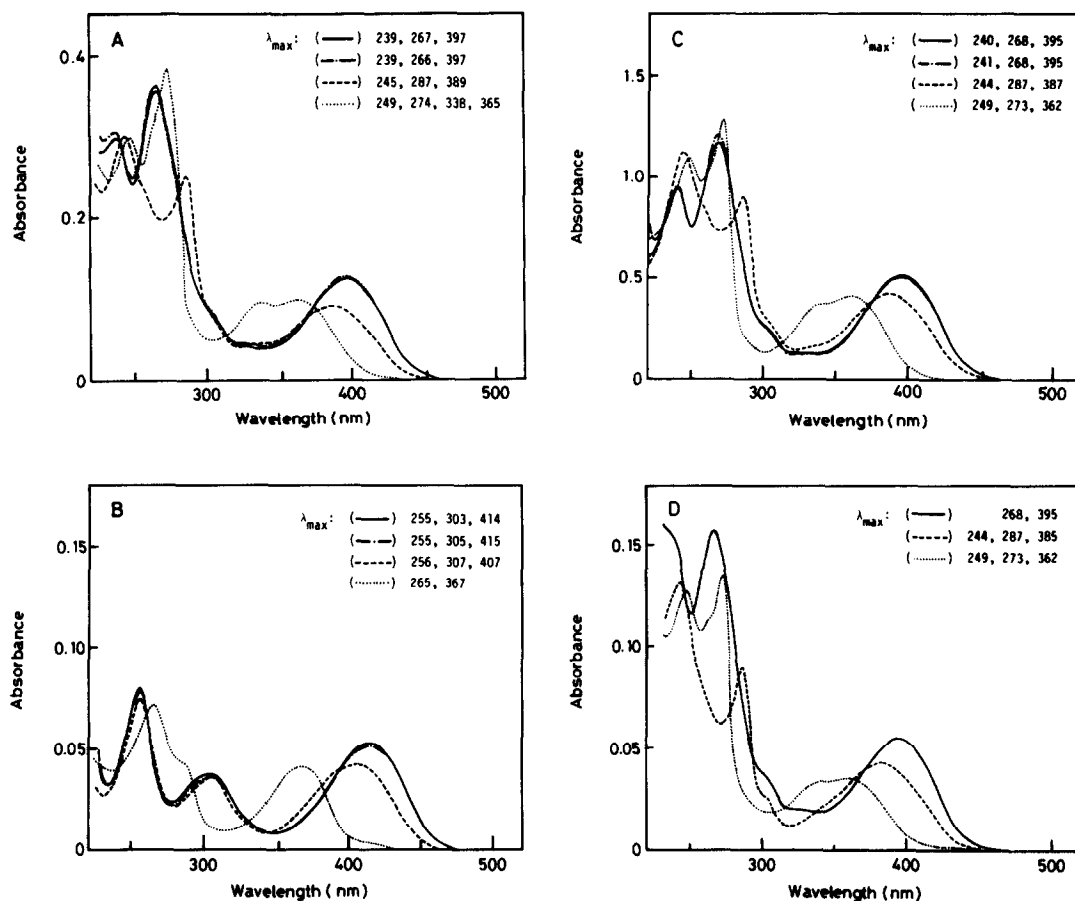 A
λmax: (—) 239, 267, 397
(—·—) 239, 266, 397
(-----) 245, 287, 389
(······) 249, 274, 338, 365
0.4
0.2
0
Absorbance
300
400
500
Wavelength (nm)
C
λmax: (—) 240, 268, 395
(—·—) 241, 268, 395
(-----) 244, 287, 387
(······) 249, 273, 362
1.5
1.0
0.5
0
Absorbance
300
400
500
Wavelength (nm)
B
λmax: (—) 255, 303, 414
(—·—) 255, 305, 415
(-----) 256, 307, 407
(······) 265, 367
0.15
0.10
0.05
0
Absorbance
300
400
500
Wavelength (nm)
D
λmax: (—) 268, 395
(-----) 244, 287, 385
(······) 249, 273, 362
0.15
0.10
0.05
0
Absorbance
300
400
500
Wavelength (nm)